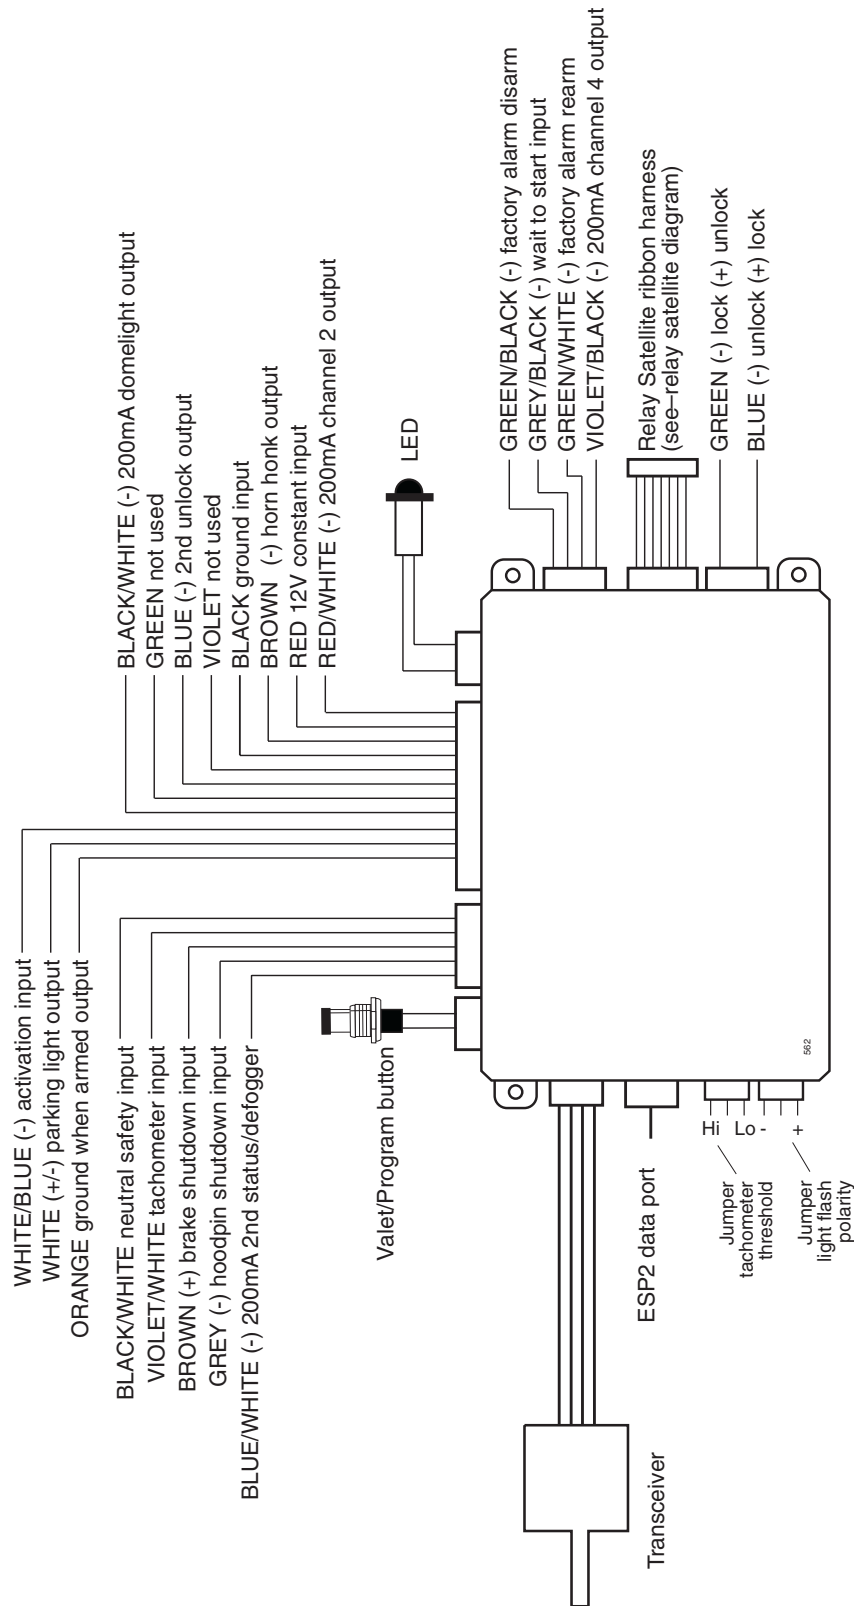 WHITE/BLUE (-) activation input
WHITE (+/-) parking light output
ORANGE ground when armed output
BLACK/WHITE (-) 200mA domelight output
GREEN not used
BLUE (-) 2nd unlock output
VIOLET not used
BLACK ground input
BROWN (-) horn honk output
RED 12V constant input
RED/WHITE (-) 200mA channel 2 output
BLACK/WHITE neutral safety input
VIOLET/WHITE tachometer input
BROWN (+) brake shutdown input
GREY (-) hoodpin shutdown input
BLUE/WHITE (-) 200mA 2nd status/defogger
Valet/Program button
LED
GREEN/BLACK (-) factory alarm disarm
GREY/BLACK (-) wait to start input
GREEN/WHITE (-) factory alarm rearm
VIOLET/BLACK (-) 200mA channel 4 output
Relay Satellite ribbon harness
(see–relay satellite diagram)
GREEN (-) lock (+) unlock
BLUE (-) unlock (+) lock
562
Transceiver
ESP2 data port
Hi
Lo
-
+
Jumper
tachometer
threshold
Jumper
light flash
polarity